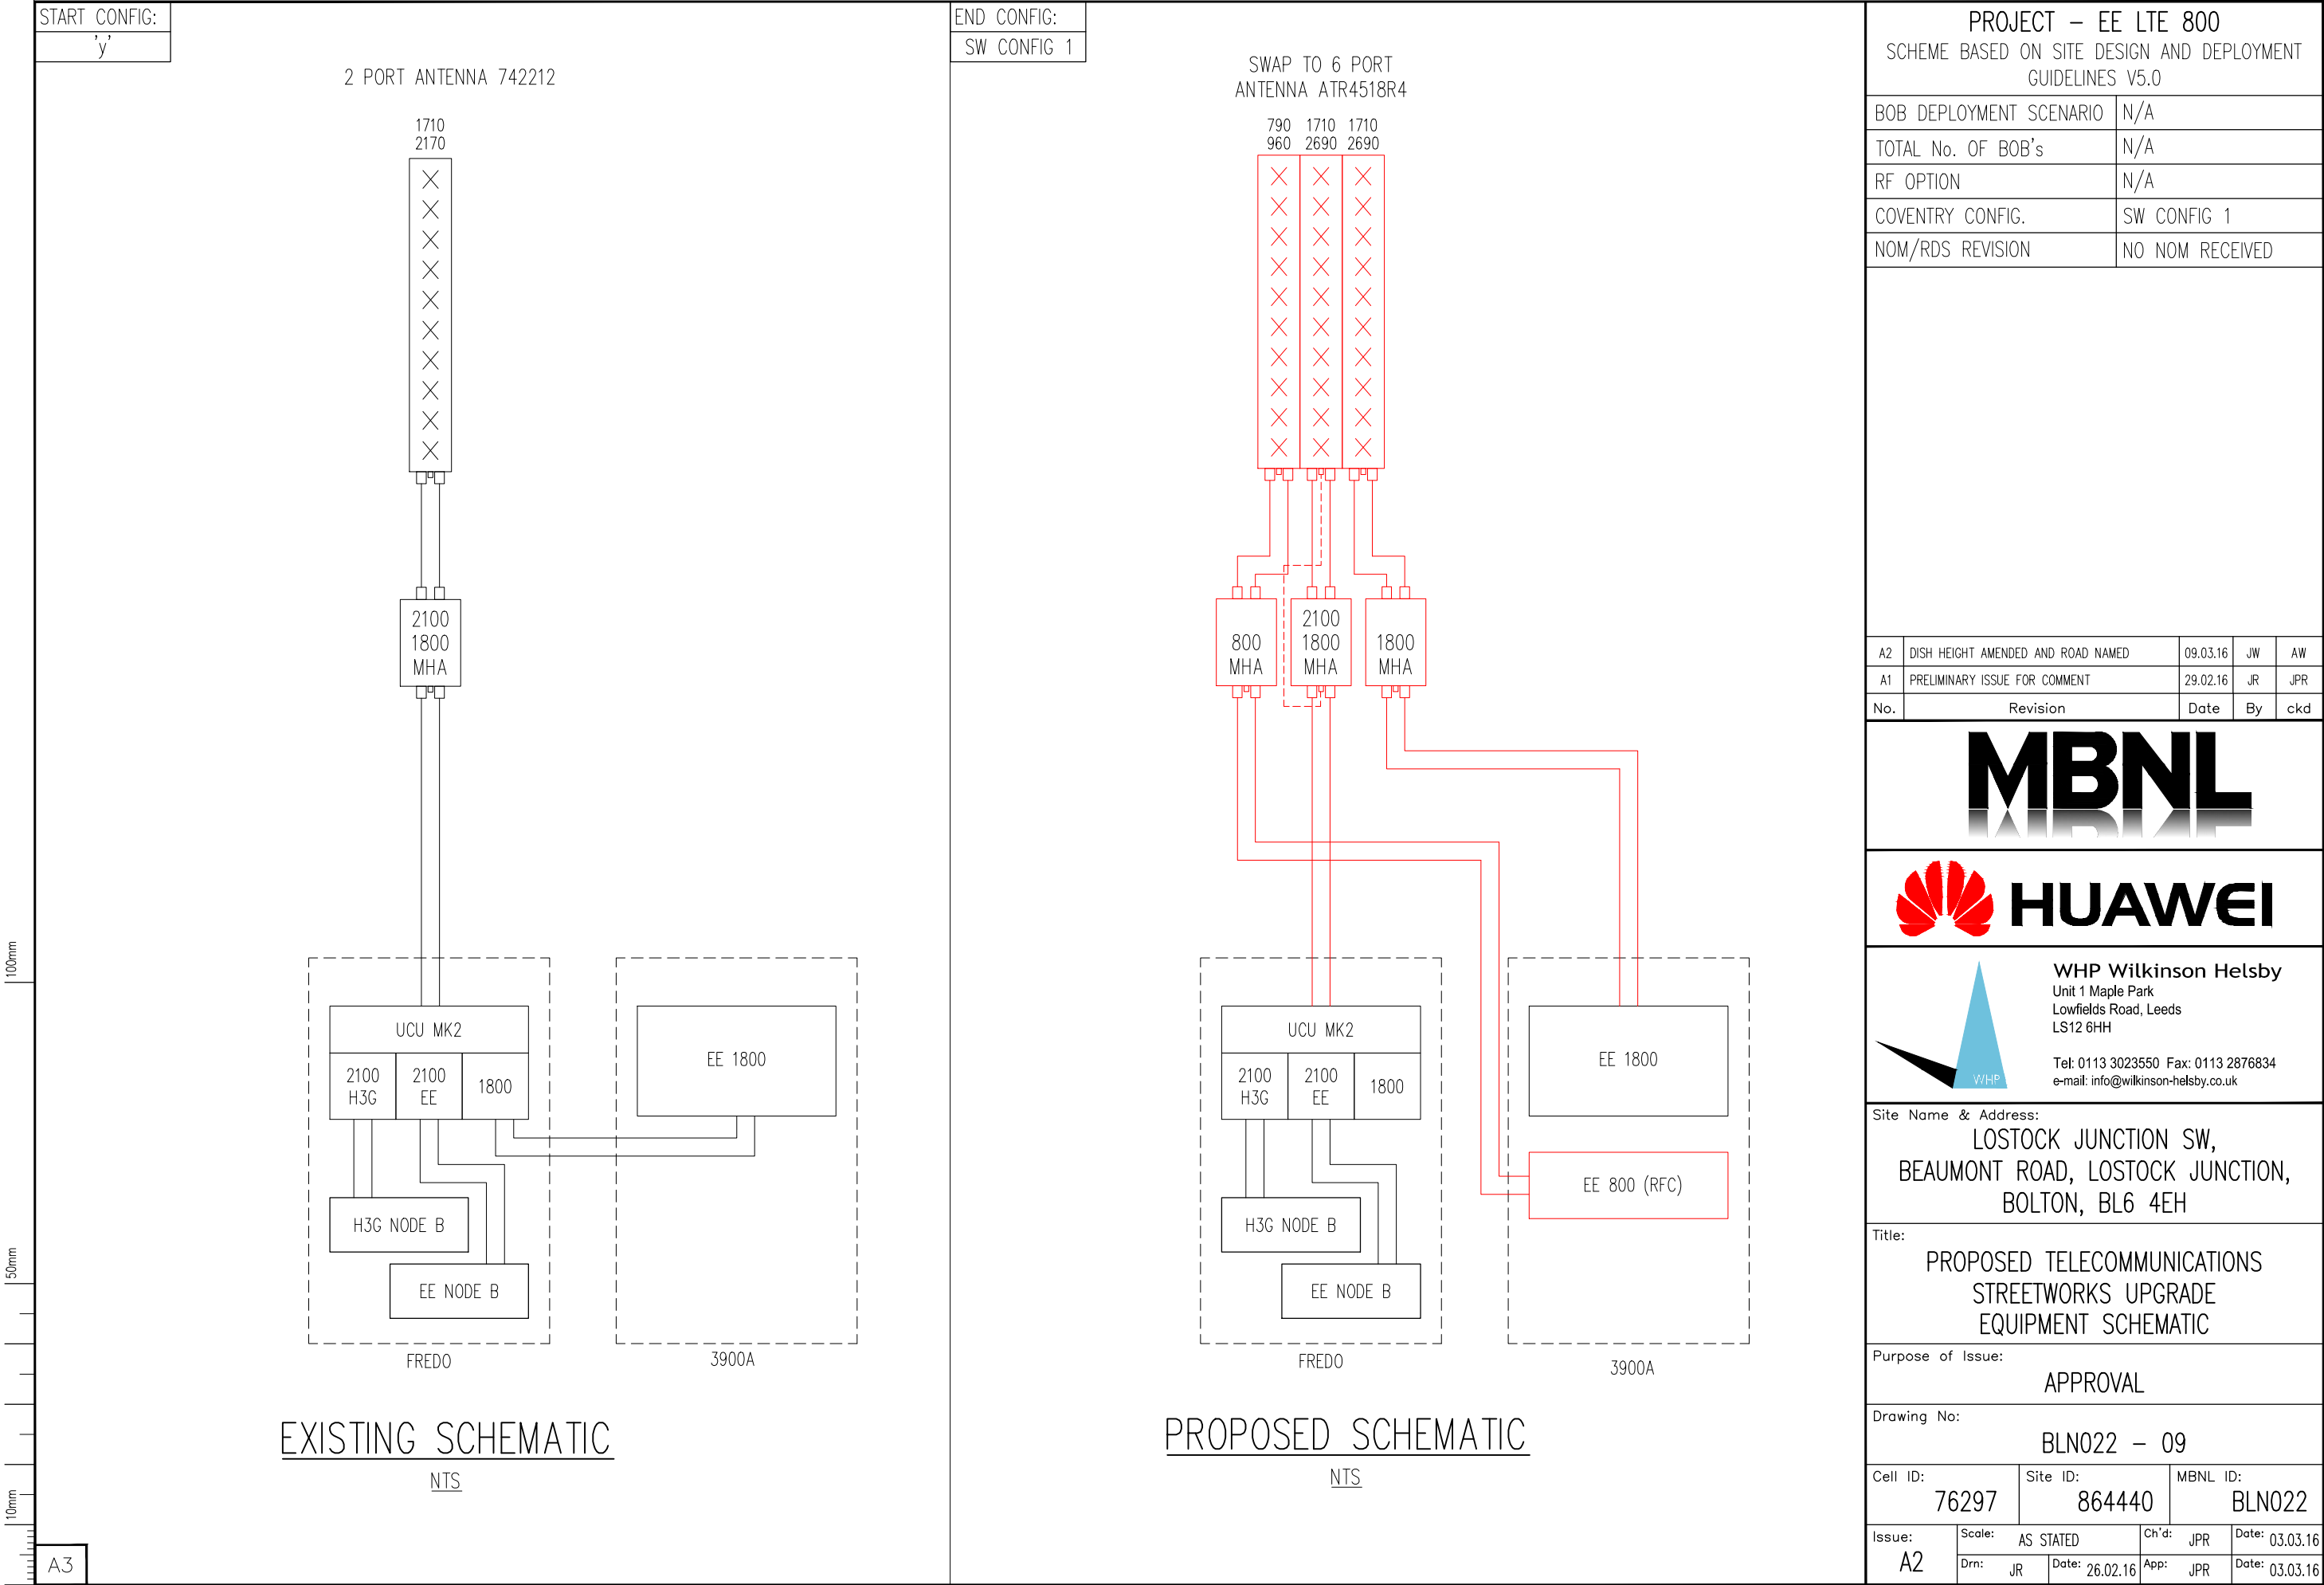 START CONFIG:
'y'
2 PORT ANTENNA 742212
1710
2170
2100
1800
MHA
UCU MK2
2100
H3G
2100
EE
1800
H3G NODE B
EE NODE B
FREDO
EE 1800
3900A
EXISTING SCHEMATIC
NTS
END CONFIG:
SW CONFIG 1
SWAP TO 6 PORT
ANTENNA ATR4518R4
790 1710 1710
960 2690 2690
800
MHA
2100
1800
MHA
1800
MHA
UCU MK2
2100
H3G
2100
EE
1800
H3G NODE B
EE NODE B
FREDO
EE 1800
EE 800 (RFC)
3900A
PROPOSED SCHEMATIC
NTS
100mm
50mm
10mm
A3
PROJECT – EE LTE 800
SCHEME BASED ON SITE DESIGN AND DEPLOYMENT
GUIDELINES V5.0
BOB DEPLOYMENT SCENARIO N/A
TOTAL No. OF BOB's N/A
RF OPTION N/A
COVENTRY CONFIG. SW CONFIG 1
NOM/RDS REVISION NO NOM RECEIVED
A2 DISH HEIGHT AMENDED AND ROAD NAMED 09.03.16 JW AW
A1 PRELIMINARY ISSUE FOR COMMENT 29.02.16 JR JPR
No. Revision Date By ckd
MBNL
HUAWEI
WHP
WHP Wilkinson Helsby
Unit 1 Maple Park
Lowfields Road, Leeds
LS12 6HH
Tel: 0113 3023550 Fax: 0113 2876834
e-mail: info@wilkinson-helsby.co.uk
Site Name & Address:
LOSTOCK JUNCTION SW,
BEAUMONT ROAD, LOSTOCK JUNCTION,
BOLTON, BL6 4EH
Title:
PROPOSED TELECOMMUNICATIONS
STREETWORKS UPGRADE
EQUIPMENT SCHEMATIC
Purpose of Issue:
APPROVAL
Drawing No:
BLN022 – 09
Cell ID: 76297
Site ID: 864440
MBNL ID: BLN022
Issue: A2
Scale: AS STATED
Ch'd: JPR
Date: 03.03.16
Drn: JR
Date: 26.02.16
App: JPR
Date: 03.03.16